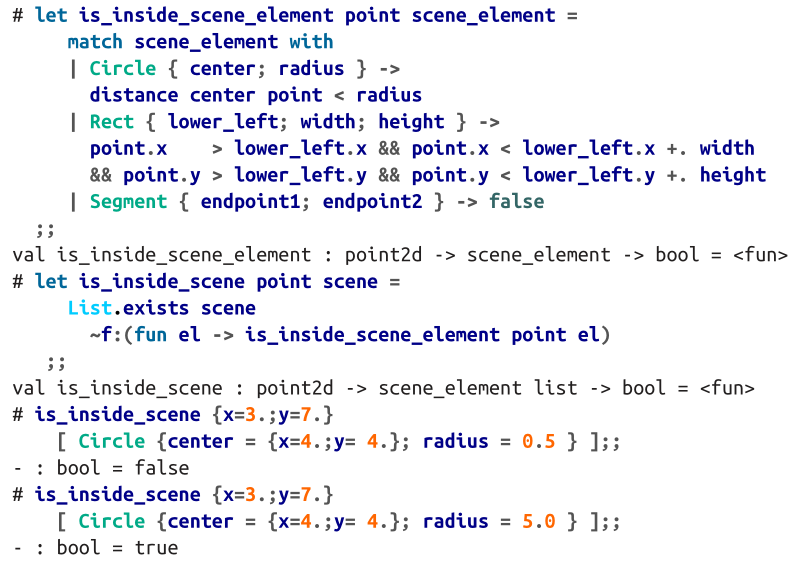 # let is_inside_scene_element point scene_element =
     match scene_element with
     | Circle { center; radius } ->
       distance center point < radius
     | Rect { lower_left; width; height } ->
       point.x    > lower_left.x && point.x < lower_left.x +. width
       && point.y > lower_left.y && point.y < lower_left.y +. height
     | Segment { endpoint1; endpoint2 } -> false
  ;;
val is_inside_scene_element : point2d -> scene_element -> bool = <fun>
# let is_inside_scene point scene =
     List.exists scene
       ~f:(fun el -> is_inside_scene_element point el)
   ;;
val is_inside_scene : point2d -> scene_element list -> bool = <fun>
# is_inside_scene {x=3.;y=7.}
    [ Circle {center = {x=4.;y= 4.}; radius = 0.5 } ];;
- : bool = false
# is_inside_scene {x=3.;y=7.}
    [ Circle {center = {x=4.;y= 4.}; radius = 5.0 } ];;
- : bool = true